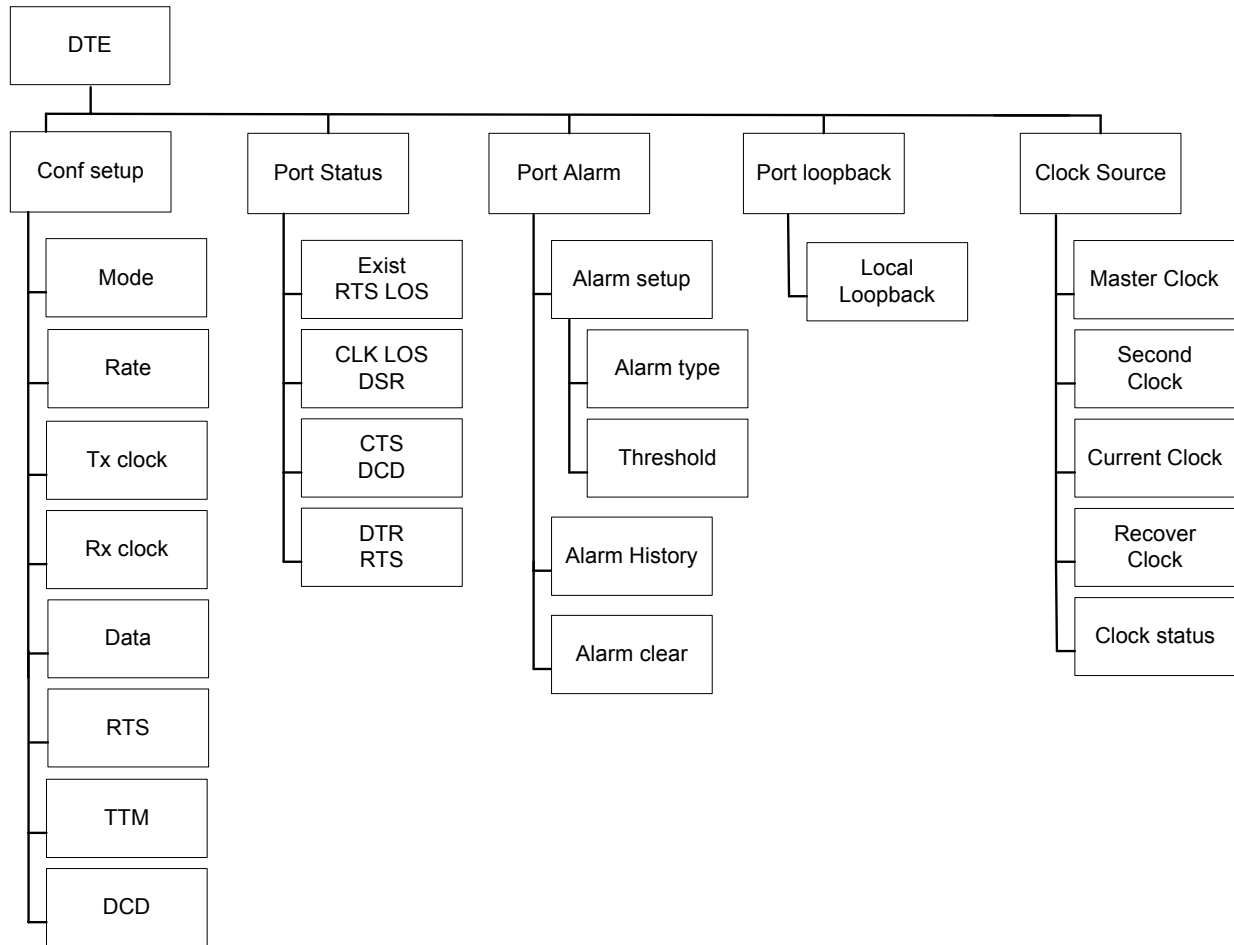 DTE
Conf setup
Mode
Rate
Tx clock
Rx clock
Data
RTS
TTM
DCD
Port Status
Exist
RTS LOS
CLK LOS
DSR
CTS
DCD
DTR
RTS
Port Alarm
Alarm setup
Alarm type
Threshold
Alarm History
Alarm clear
Port loopback
Local
Loopback
Clock Source
Master Clock
Second
Clock
Current Clock
Recover
Clock
Clock status